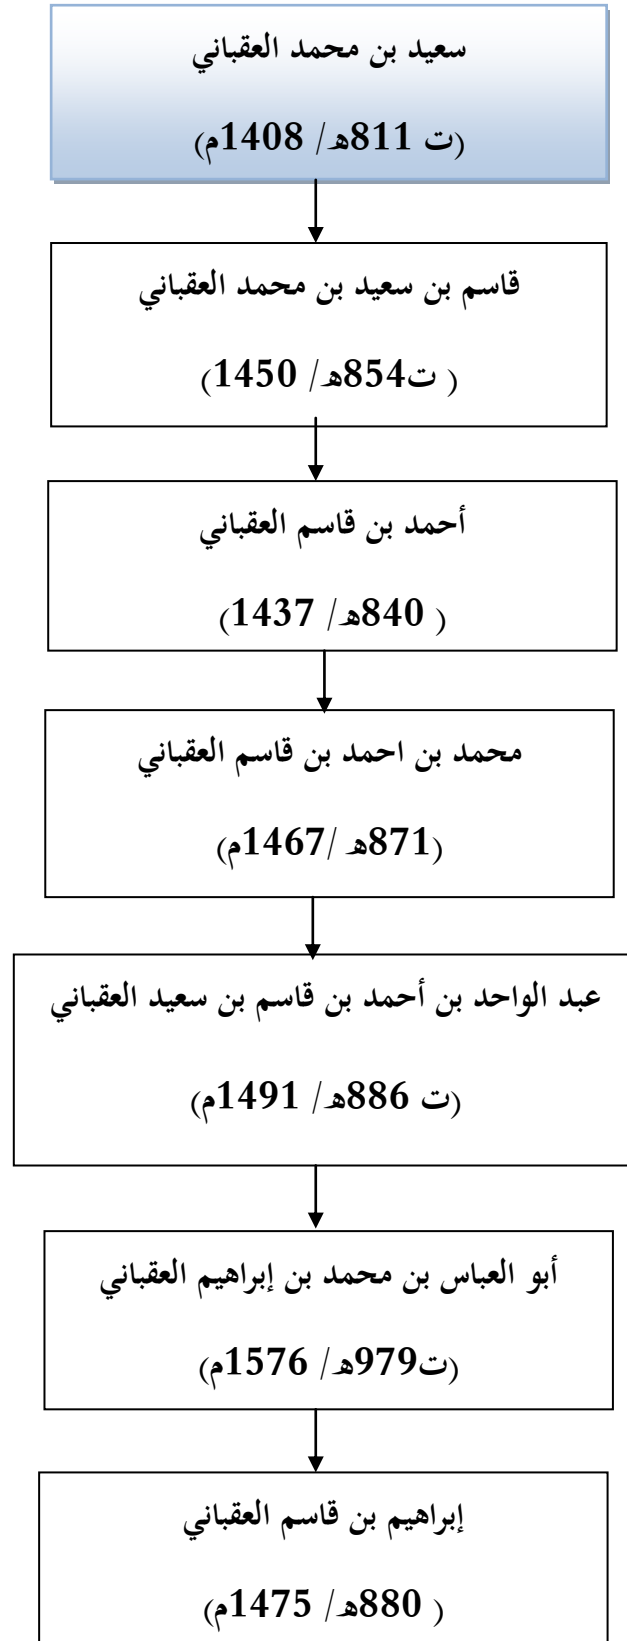 سعيد بن محمد العقباني
(ت 811هـ/ 1408م)
قاسم بن سعيد بن محمد العقباني
( ت854هـ/ 1450)
أحمد بن قاسم العقباني
( 840هـ/ 1437)
محمد بن احمد بن قاسم العقباني
(871هـ /1467م)
عبد الواحد بن أحمد بن قاسم بن سعيد العقباني
(ت 886هـ/ 1491م)
أبو العباس بن محمد بن إبراهيم العقباني
(ت979هـ/ 1576م)
إبراهيم بن قاسم العقباني
( 880هـ/ 1475م)